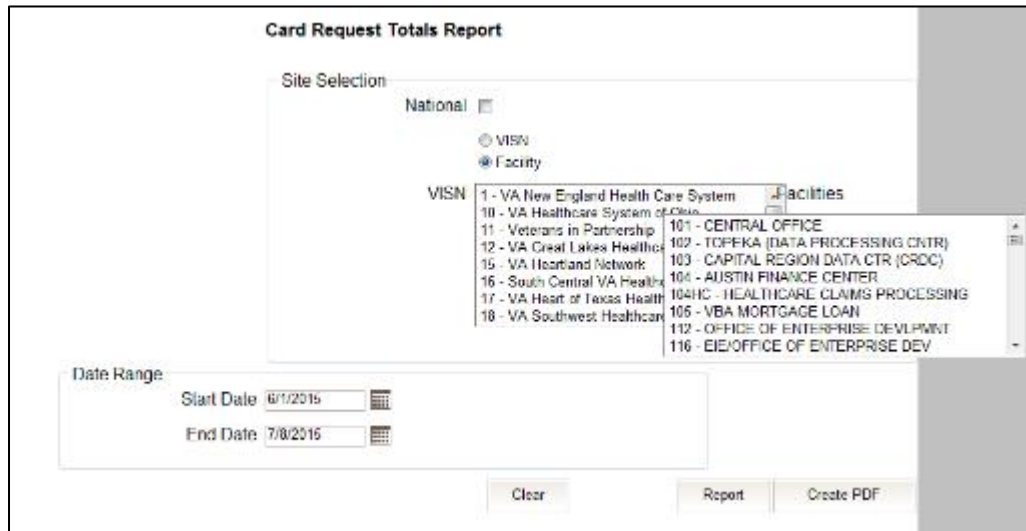 Card Request Totals Report
Site Selection
National
VISN
Facility
VISN
1 - VA New England Health Care System
10 - VA Healthcare System of Ohio
11 - Veterans in Partnership
12 - VA Great Lakes Healthca
15 - VA Heartland Network
16 - South Central VA Healthc
17 - VA Heart of Texas Health
18 - VA Southwest Healthcare
Facilities
101 - CENTRAL OFFICE
102 - TOPEKA (DATA PROCESSING CNTR)
103 - CAPITAL REGION DATA CTR (CRDC)
104 - AUSTIN FINANCE CENTER
104HC - HEALTHCARE CLAIMS PROCESSING
105 - VBA MORTGAGE LOAN
112 - OFFICE OF ENTERPRISE DEVLPMNT
116 - EIE/OFFICE OF ENTERPRISE DEV
Date Range
Start Date 6/1/2015
End Date 7/8/2015
Clear Report Create PDF